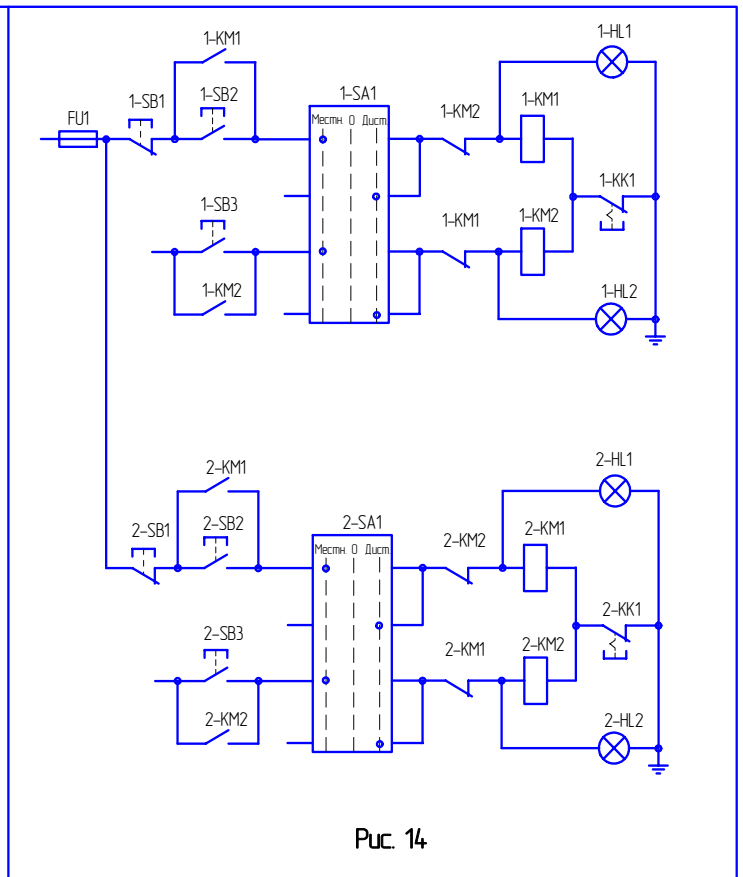 1-KM1
1-HL1
FU1
1-SB1
1-SB2
1-SA1
1-KM2
1-KM1
Местн. 0 Дист.
1-SB3
1-KM1
1-KM2
1-KK1
1-KM2
1-HL2
2-KM1
2-HL1
2-SB1
2-SB2
2-SA1
2-KM2
2-KM1
Местн. 0 Дист.
2-SB3
2-KM1
2-KM2
2-KK1
2-KM2
2-HL2
Рис. 14